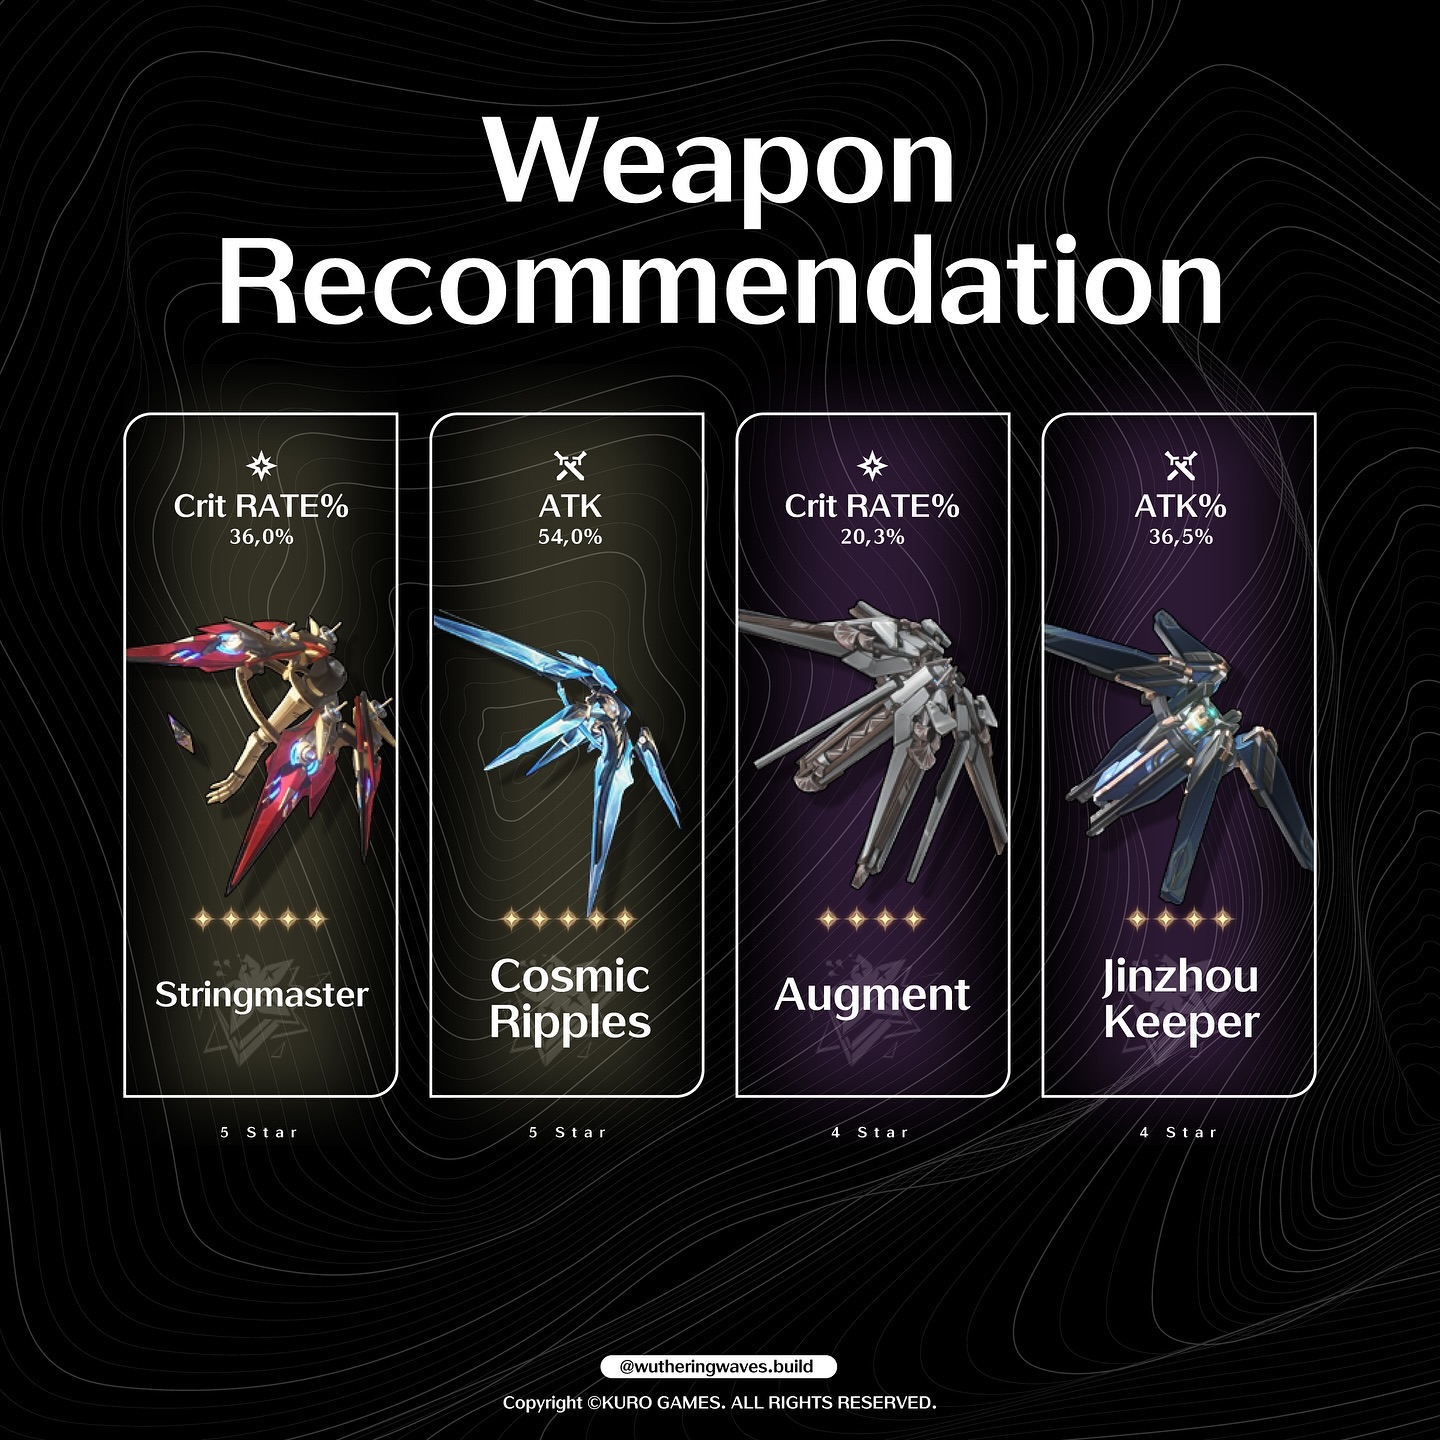 Weapon
Recommendation
Crit RATE%
36,0%
Stringmaster
5 Star
ATK
54,0%
Cosmic
Ripples
5 Star
Crit RATE%
20,3%
Augment
4 Star
ATK%
36,5%
Jinzhou
Keeper
4 Star
@wutheringwaves.build
Copyright ©KURO GAMES. ALL RIGHTS RESERVED.